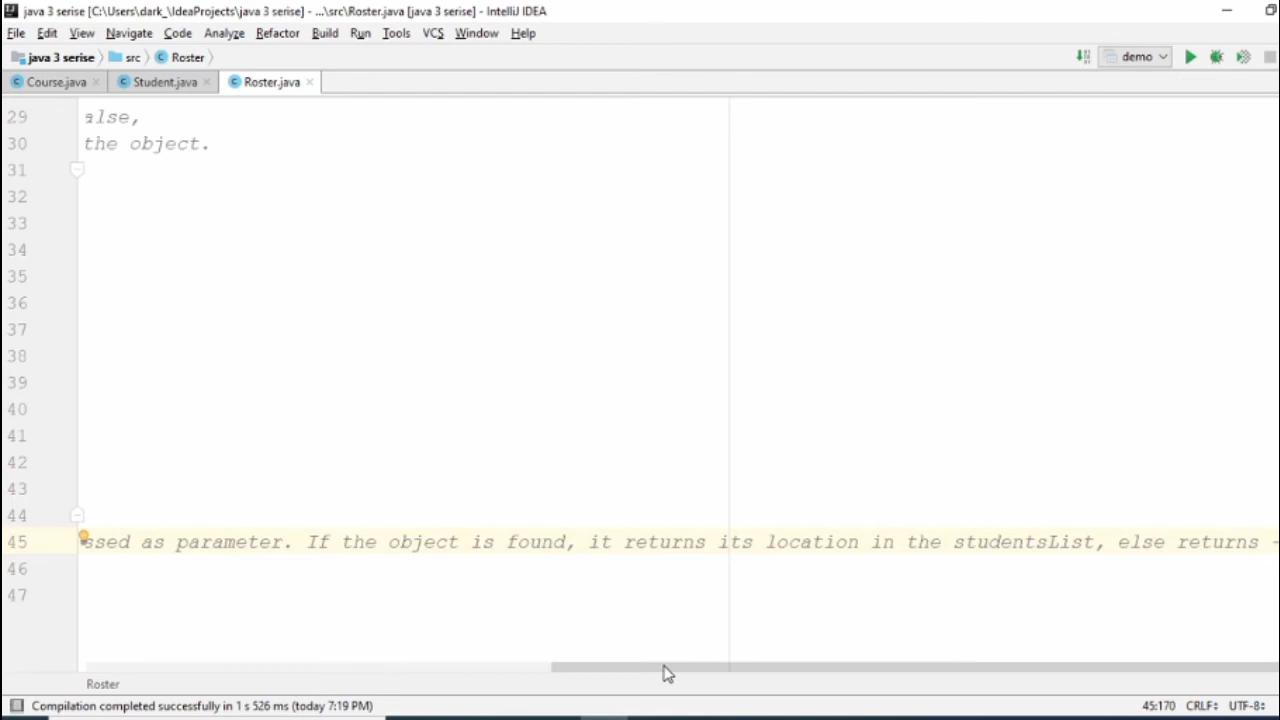 java 3 serise [C:\Users\dark_\IdeaProjects\java 3 serise] - ...\src\Roster.java [java 3 serise] - IntelliJ IDEA
File Edit View Navigate Code Analyze Refactor Build Run Tools VCS Window Help
java 3 serise src Roster demo
Course.java Student.java Roster.java
29 alse,
30 the object.
31
32
33
34
35
36
37
38
39
40
41
42
43
44
45 ssed as parameter. If the object is found, it returns its location in the studentsList, else returns -
46
47
Roster
Compilation completed successfully in 1 s 526 ms (today 7:19 PM) 45:170 CRLF÷ UTF-8÷